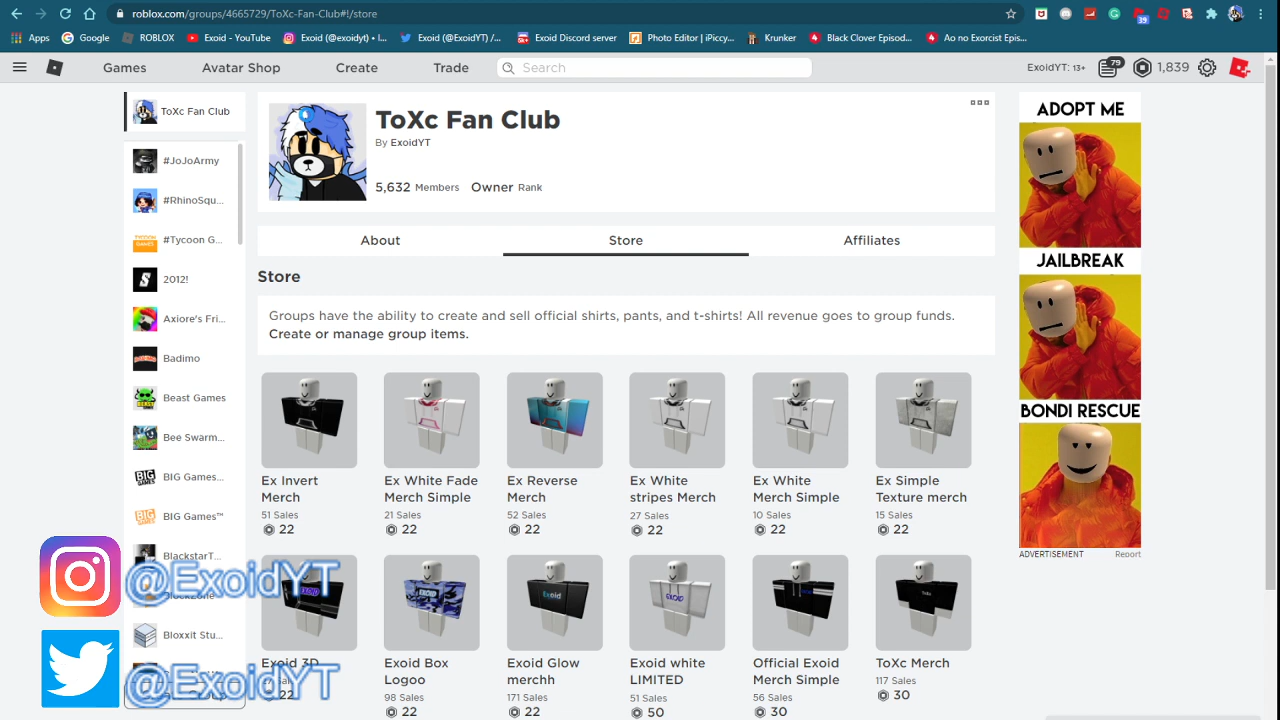 roblox.com/groups/4665729/ToXc-Fan-Club#!/store
39
Apps
Google
ROBLOX
Exoid - YouTube
Exoid (@exoidyt) • I...
Exoid (@ExoidYT) /...
Exoid Discord server
Photo Editor | iPiccy...
Krunker
Black Clover Episod...
Ao no Exorcist Epis...
Games
Avatar Shop
Create
Trade
Search
ExoidYT: 13+
79
1,839
ToXc Fan Club
#JoJoArmy
#RhinoSqu...
#Tycoon G...
2012!
Axiore's Fri...
Badimo
Beast Games
Bee Swarm...
BIG Games...
BIG Games™
BlackstarT...
Bloxxit Stu...
ToXc Fan Club
By ExoidYT
5,632 Members
Owner Rank
About
Store
Affiliates
Store
Groups have the ability to create and sell official shirts, pants, and t-shirts! All revenue goes to group funds.
Create or manage group items.
Ex Invert
Merch
51 Sales
22
Ex White Fade
Merch Simple
21 Sales
22
Ex Reverse
Merch
52 Sales
22
Ex White
stripes Merch
27 Sales
22
Ex White
Merch Simple
10 Sales
22
Ex Simple
Texture merch
15 Sales
22
Exoid 3D
22
Exoid Box
Logoo
98 Sales
22
Exoid Glow
merchh
171 Sales
22
Exoid white
LIMITED
51 Sales
50
Official Exoid
Merch Simple
56 Sales
30
ToXc Merch
117 Sales
30
ADOPT ME
JAILBREAK
BONDI RESCUE
ADVERTISEMENT
Report
@ExoidYT
@ExoidYT